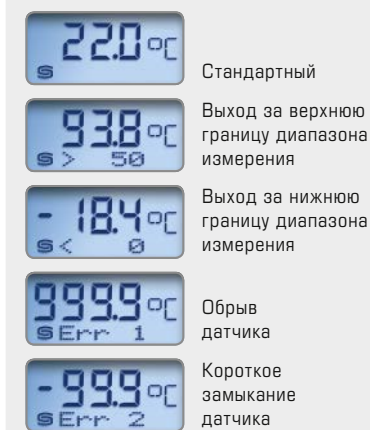 22.0 °C
S
Стандартный
93.8 °C
S > 50
Выход за верхнюю
границу диапазона
измерения
- 18.4 °C
S < 0
Выход за нижнюю
границу диапазона
измерения
999.9 °C
S Err 1
Обрыв
датчика
-99.9 °C
S Err 2
Короткое
замыкание
датчика